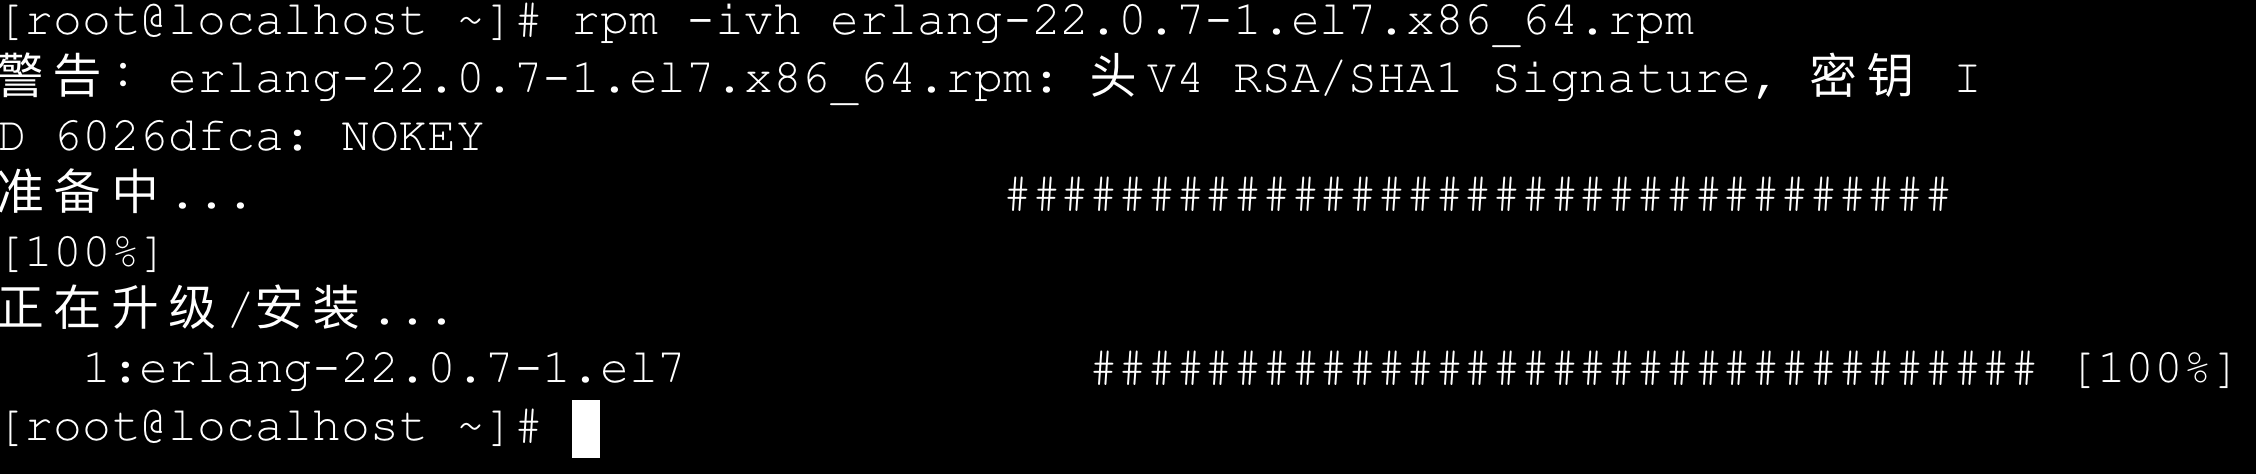 [root@localhost ~]# rpm -ivh erlang-22.0.7-1.el7.x86_64.rpm
警告：erlang-22.0.7-1.el7.x86_64.rpm: 头V4 RSA/SHA1 Signature, 密钥 I
D 6026dfca: NOKEY
准备中...                          #################################
[100%]
正在升级/安装...
   1:erlang-22.0.7-1.el7              ################################# [100%]
[root@localhost ~]#